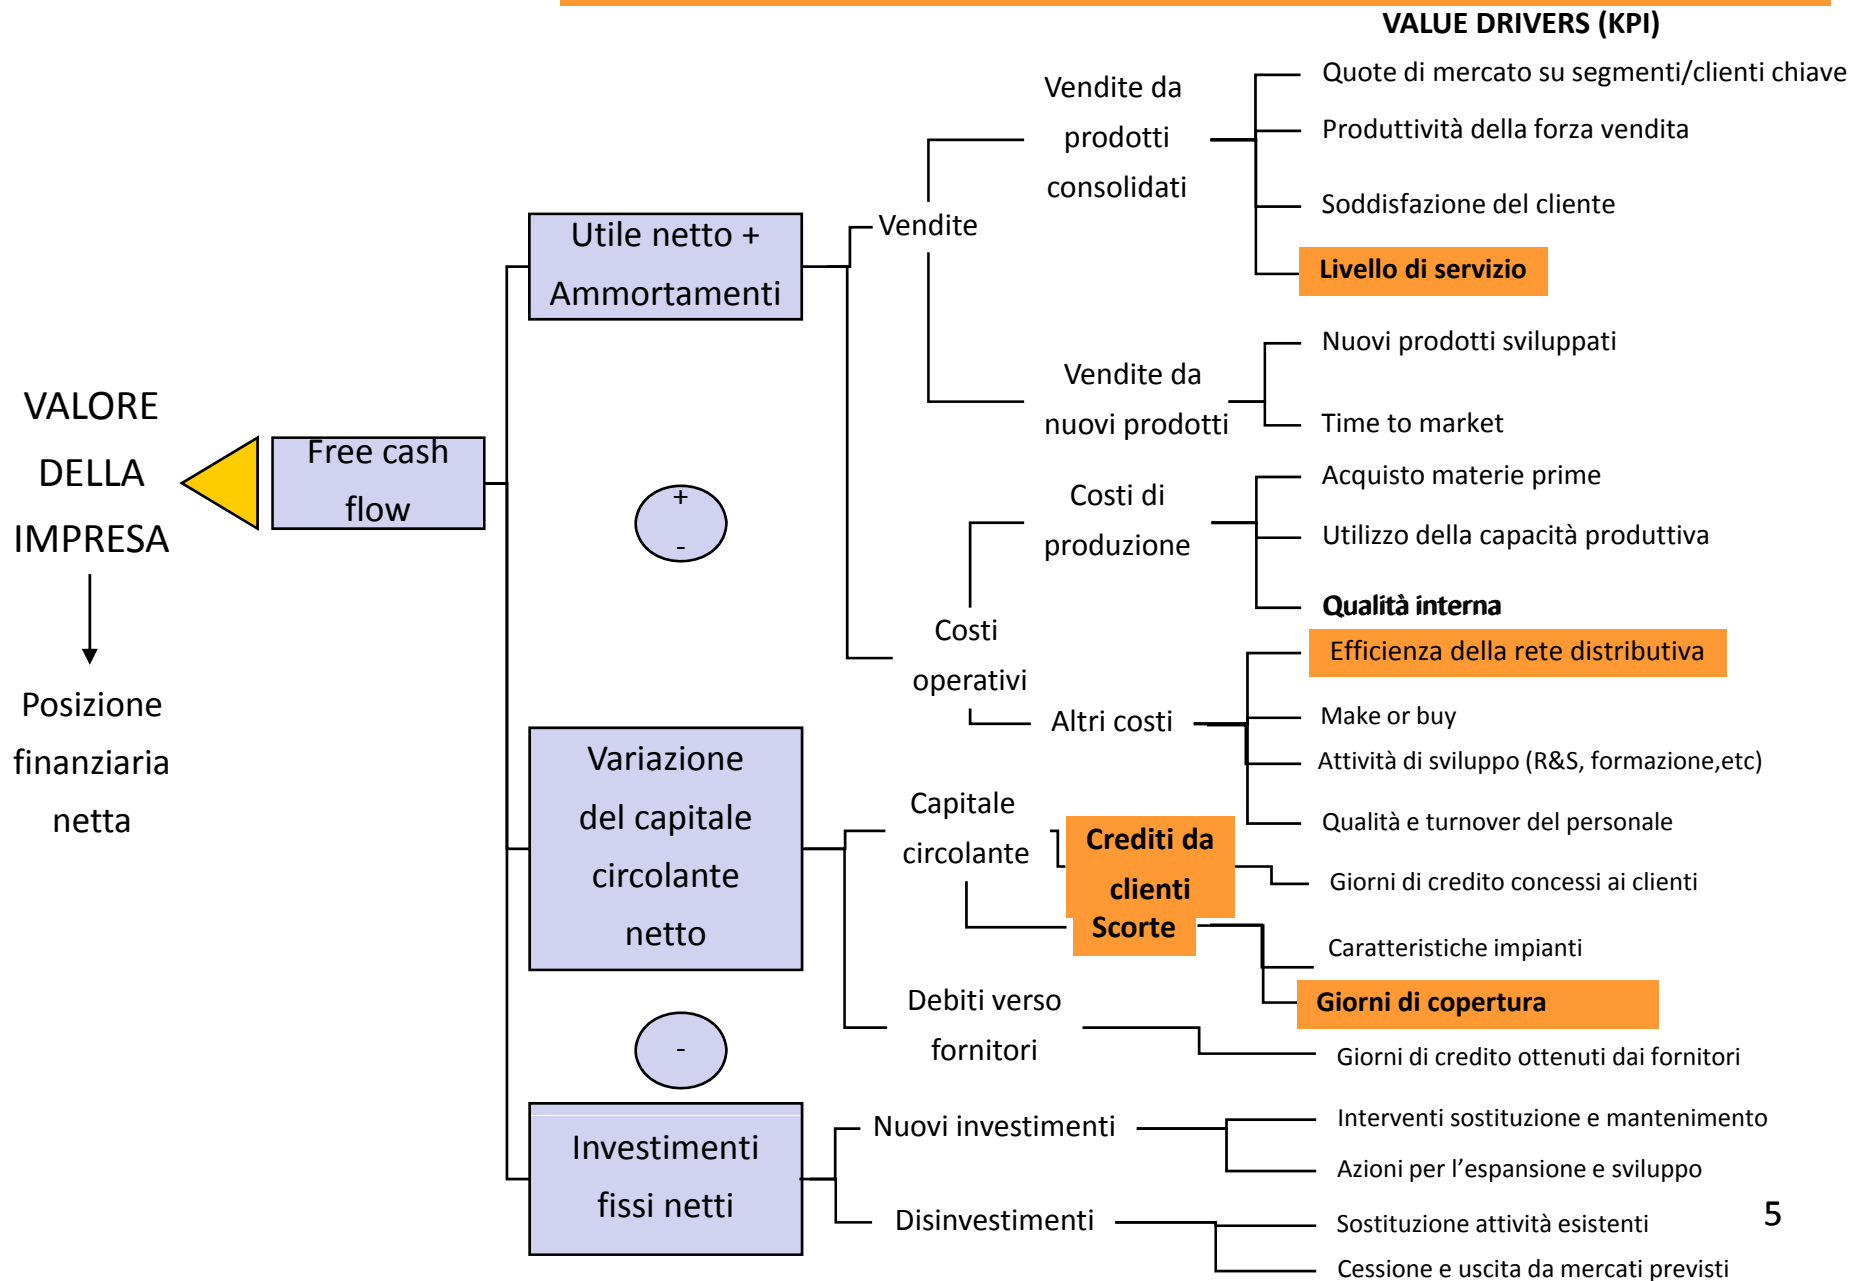 VALUE DRIVERS (KPI)
Quote di mercato su segmenti/clienti chiave
Vendite da
prodotti
consolidati
Produttività della forza vendita
Soddisfazione del cliente
Livello di servizio
Utile netto +
Ammortamenti
Vendite
Nuovi prodotti sviluppati
Vendite da
nuovi prodotti
Time to market
VALORE
DELLA
IMPRESA
Free cash
flow
+
-
Costi di
produzione
Acquisto materie prime
Utilizzo della capacità produttiva
Qualità interna
Costi
operativi
Efficienza della rete distributiva
Altri costi
Make or buy
Attività di sviluppo (R&S, formazione,etc)
Qualità e turnover del personale
Posizione
finanziaria
netta
Variazione
del capitale
circolante
netto
Capitale
circolante
Crediti da
clienti
Giorni di credito concessi ai clienti
Scorte
Caratteristiche impianti
Giorni di copertura
Debiti verso
fornitori
Giorni di credito ottenuti dai fornitori
-
Investimenti
fissi netti
Nuovi investimenti
Interventi sostituzione e mantenimento
Azioni per l’espansione e sviluppo
Disinvestimenti
Sostituzione attività esistenti
Cessione e uscita da mercati previsti
5